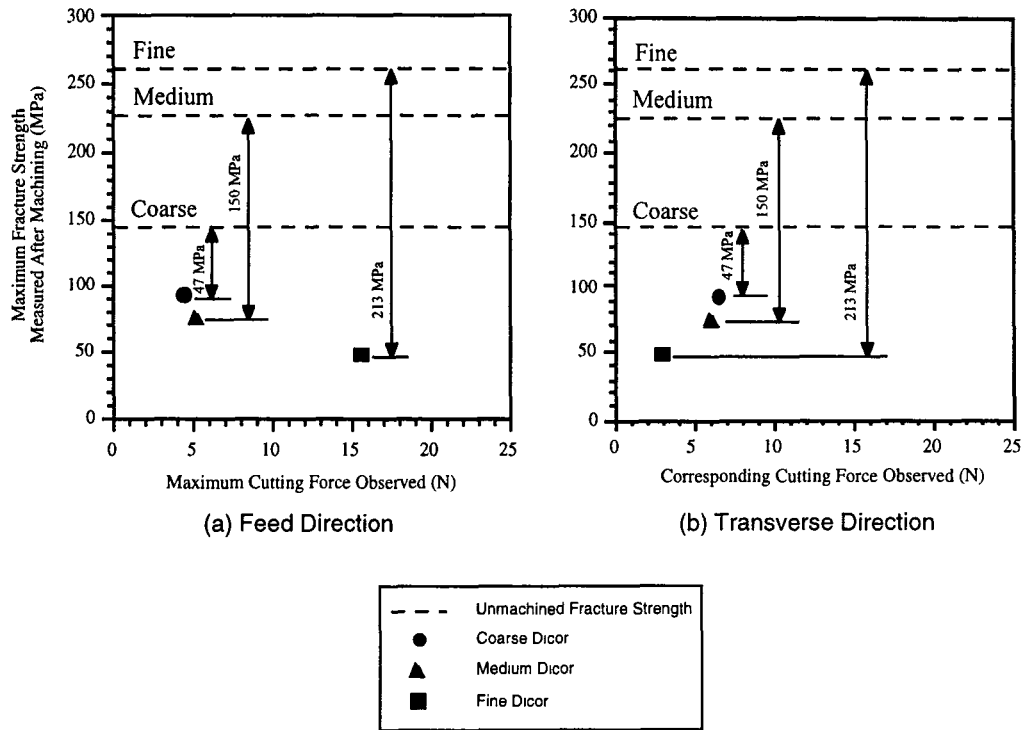 Maximum Fracture Strength
Measured After Machining (MPa)
300
250
200
150
100
50
0
Fine
Medium
Coarse
47 MPa
150 MPa
213 MPa
0
5
10
15
20
25
Maximum Cutting Force Observed (N)
(a) Feed Direction
300
250
200
150
100
50
0
Fine
Medium
Coarse
47 MPa
150 MPa
213 MPa
0
5
10
15
20
25
Corresponding Cutting Force Observed (N)
(b) Transverse Direction
Unmachined Fracture Strength
Coarse Dicor
Medium Dicor
Fine Dicor